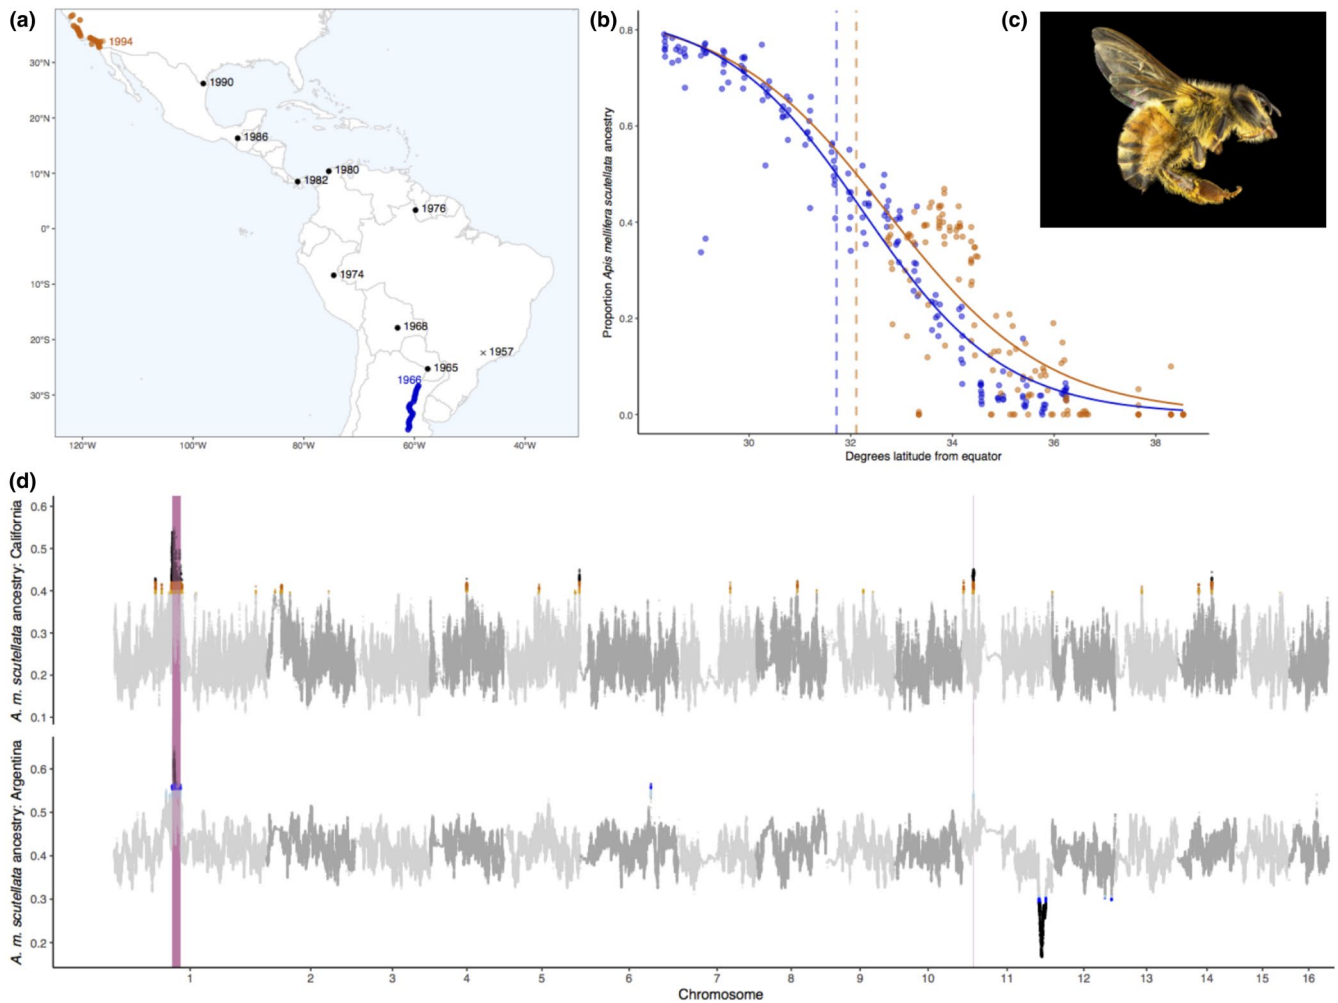 (a)
1994
1990
1986
1980
1982
1976
1974
1968
1957
1965
1966
30°N
20°N
10°N
0°
10°S
20°S
30°S
120°W 100°W 80°W 60°W 40°W
(b)
Proportion Apis mellifera scutellata ancestry
0.8
0.6
0.4
0.2
0.0
30 32 34 36 38
Degrees latitude from equator
(c)
(d)
A. m. scutellata ancestry: California
0.6
0.5
0.4
0.3
0.2
0.1
A. m. scutellata ancestry: Argentina
0.6
0.5
0.4
0.3
0.2
1 2 3 4 5 6 7 8 9 10 11 12 13 14 15 16
Chromosome